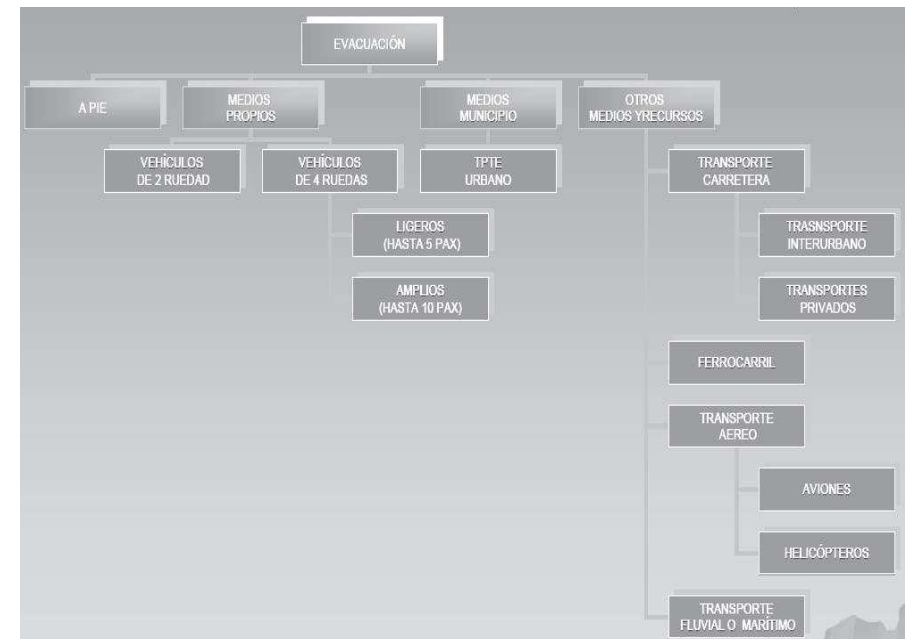 EVACUACIÓN
A PIE
MEDIOS
PROPIOS
MEDIOS
MUNICIPIO
OTROS
MEDIOS YRECURSOS
VEHÍCULOS
DE 2 RUEDAD
VEHÍCULOS
DE 4 RUEDAS
TPTE
URBANO
TRANSPORTE
CARRETERA
LIGEROS
(HASTA 5 PAX)
TRASNSPORTE
INTERURBANO
AMPLIOS
(HASTA 10 PAX)
TRANSPORTES
PRIVADOS
FERROCARRIL
TRANSPORTE
AEREO
AVIONES
HELICÓPTEROS
TRANSPORTE
FLUVIAL O MARÍTIMO